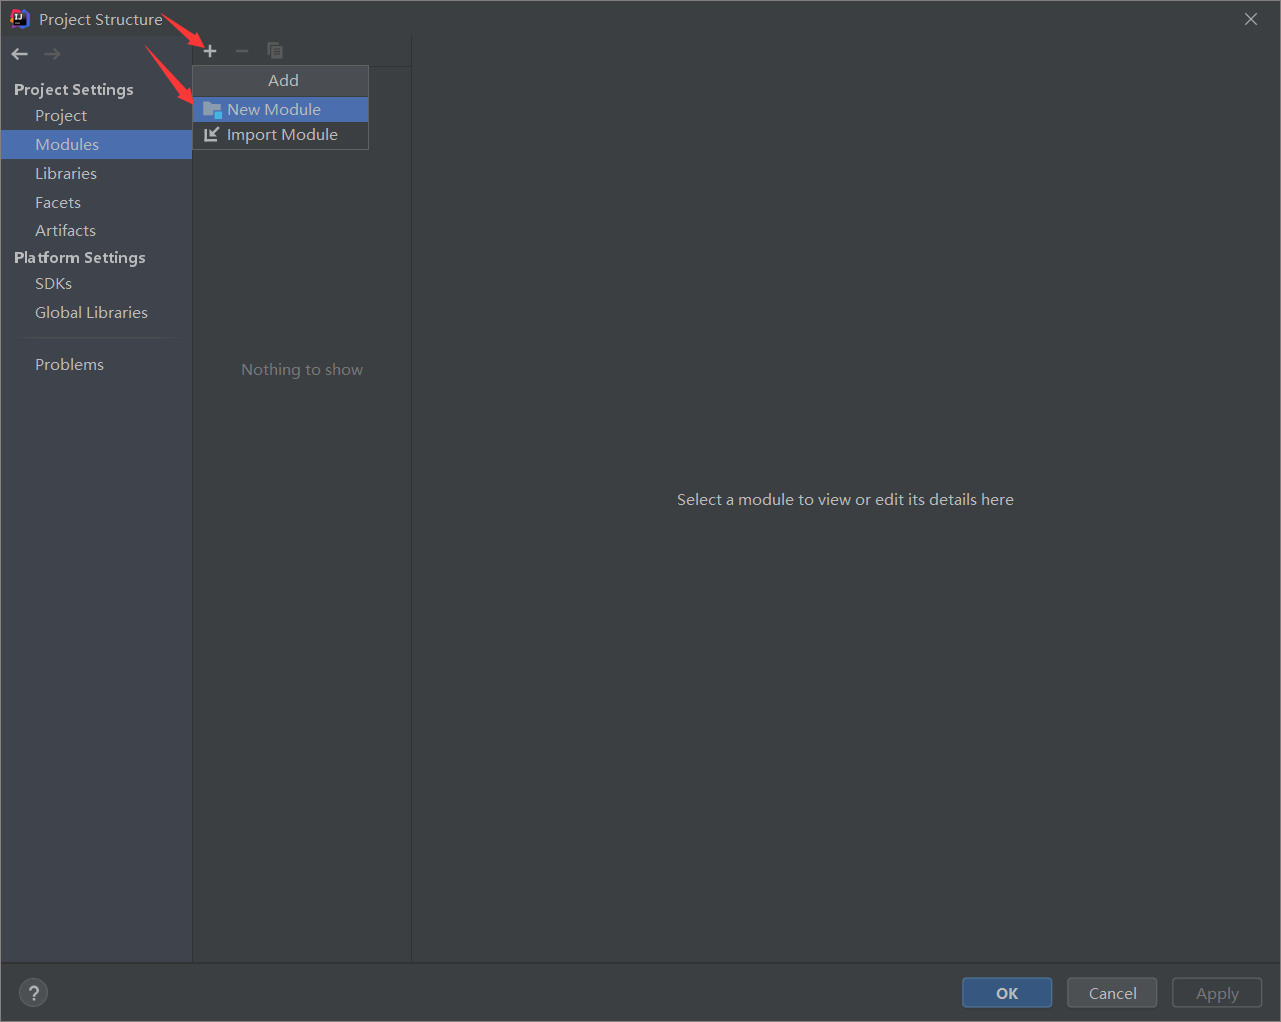 Project Structure
Add
New Module
Import Module
Project Settings
Project
Modules
Libraries
Facets
Artifacts
Platform Settings
SDKs
Global Libraries
Problems
Nothing to show
Select a module to view or edit its details here
?
OK
Cancel
Apply